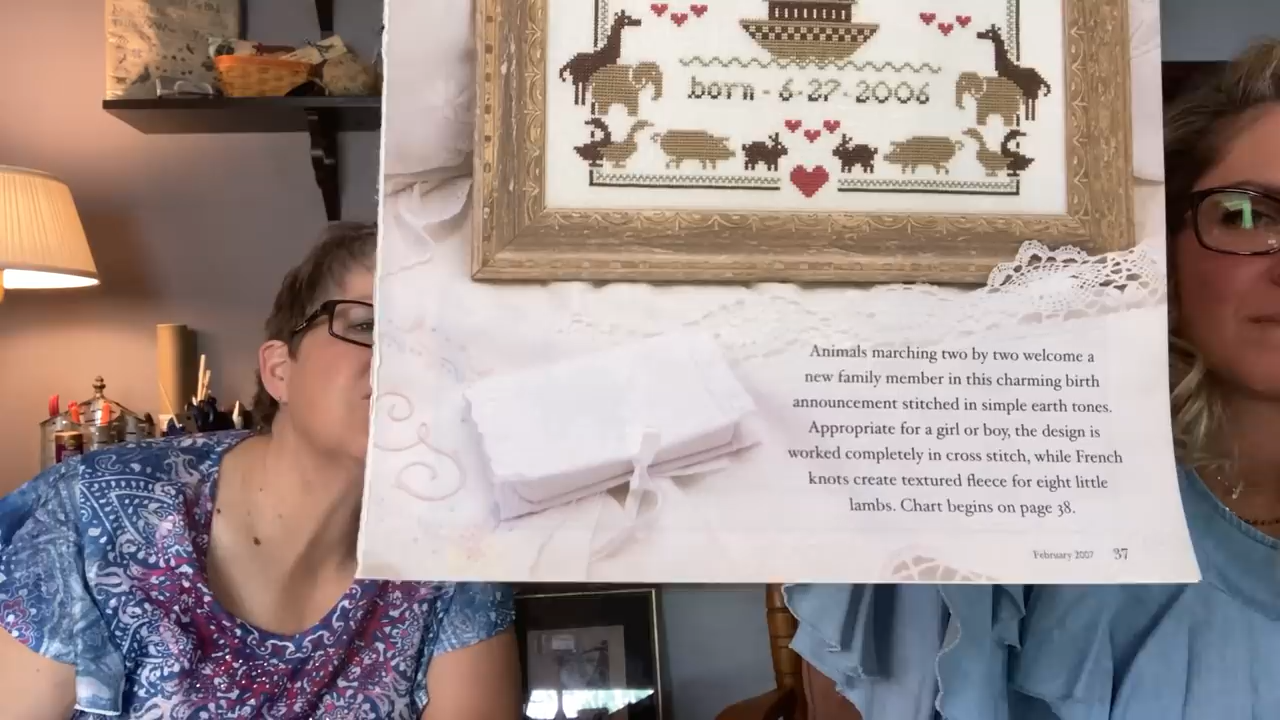 born - 6-27-2006
Animals marching two by two welcome a
new family member in this charming birth
announcement stitched in simple earth tones.
Appropriate for a girl or boy, the design is
worked completely in cross stitch, while French
knots create textured fleece for eight little
lambs. Chart begins on page 38.
February 2007 37